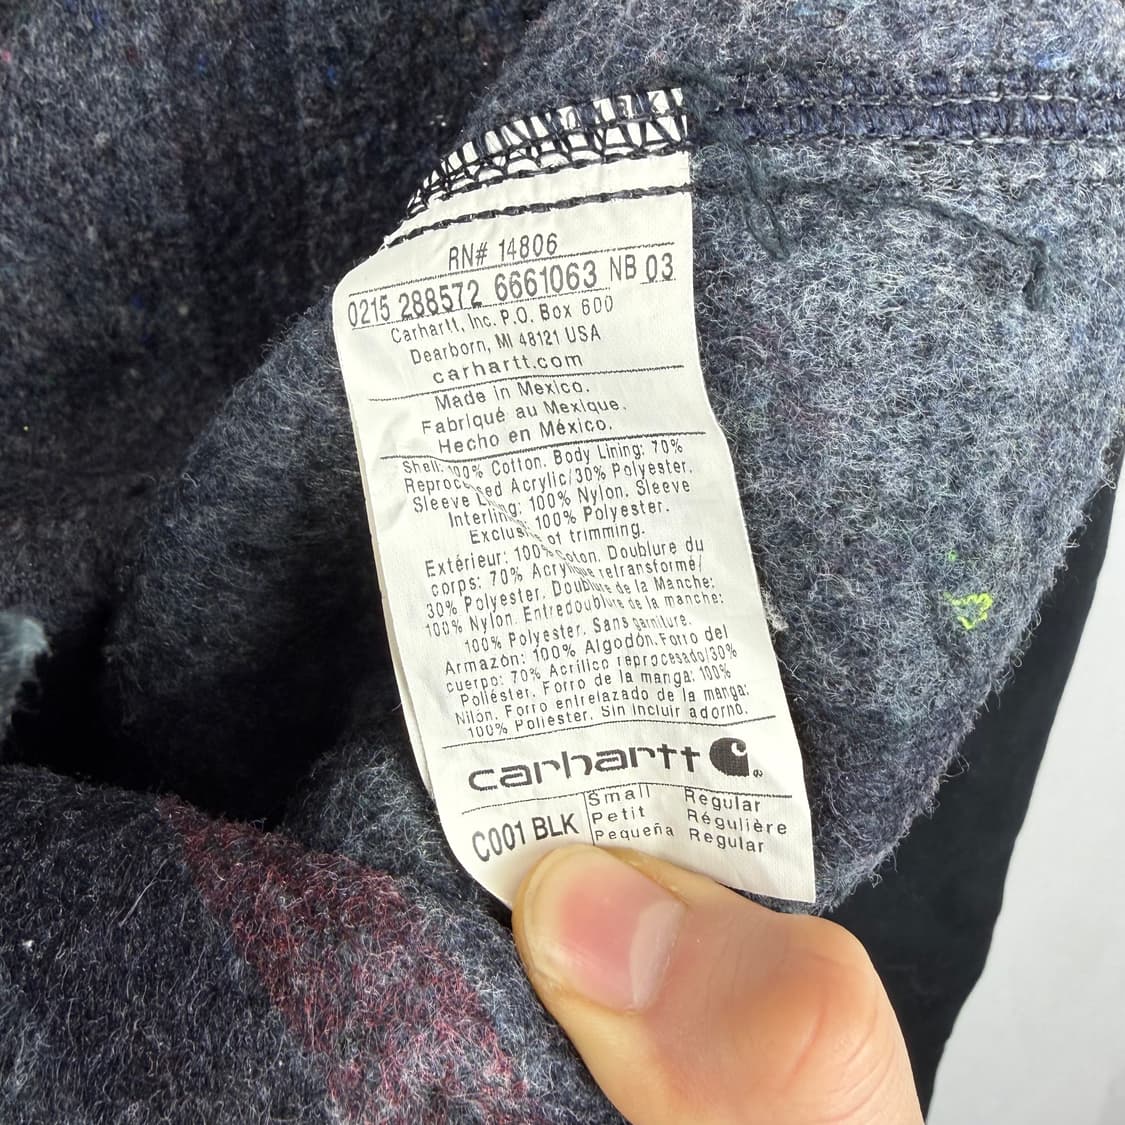 RN# 14806
0215 288572 6661063 NB 03
Carhartt, Inc. P.O. Box 600
Dearborn, MI 48121 USA
carhartt.com
Made in Mexico.
Fabriqué au Mexique.
Hecho en México.
Shell: 100% Cotton. Body Lining: 70%
Reprocessed Acrylic/30% Polyester.
Sleeve Lining: 100% Nylon. Sleeve
Interling: 100% Polyester.
Exclusive of trimming.
Extérieur: 100% Coton. Doublure du
corps: 70% Acrylique retransformé/
30% Polyester. Doublure de la Manche:
100% Nylon. Entredoublure de la manche:
100% Polyester. Sans garniture.
Armazón: 100% Algodón. Forro del
cuerpo: 70% Acrílico reprocesado/30%
Poliéster. Forro de la manga: 100%
Nilón. Forro entrelazado de la manga:
100% Poliester. Sin incluir adorno.
carhartt
C001 BLK
Small Regular
Petit Régulière
Pequeña Regular